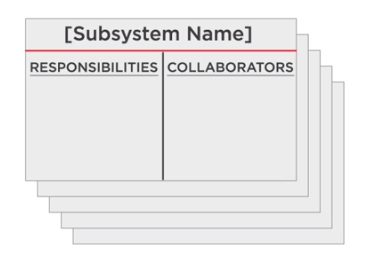 [Subsystem Name]
RESPONSIBILITIES COLLABORATORS